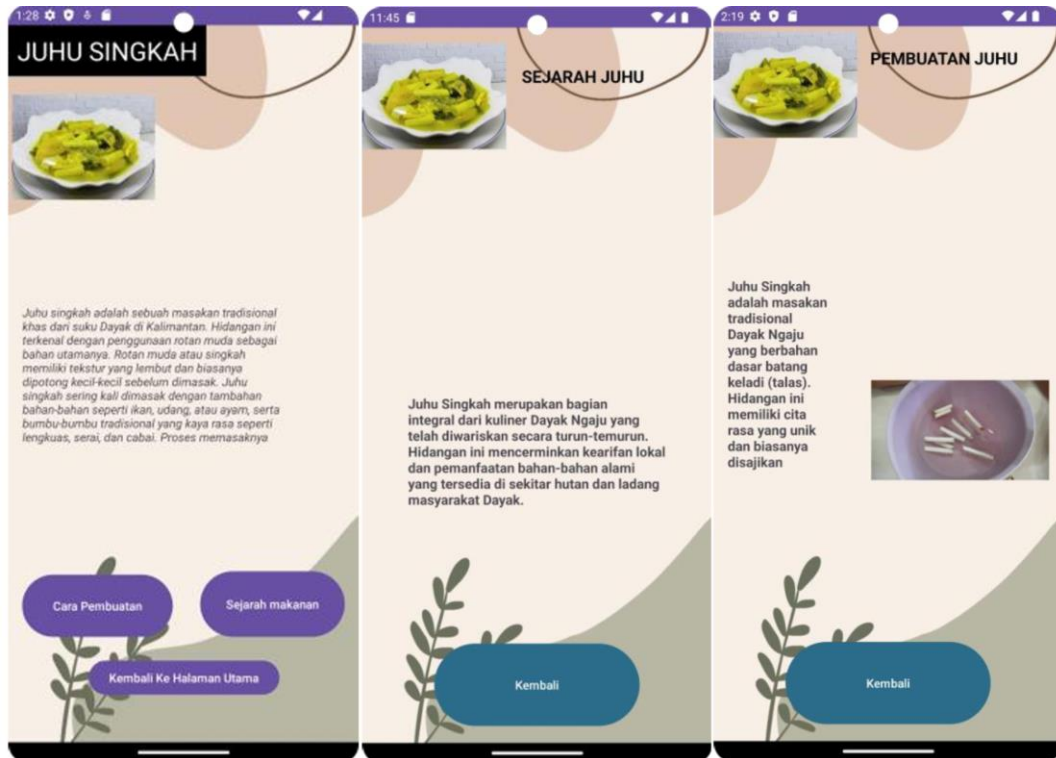 1:28
JUHU SINGKAH
Juhu singkah adalah sebuah masakan tradisional
khas dari suku Dayak di Kalimantan. Hidangan ini
terkenal dengan penggunaan rotan muda sebagai
bahan utamanya. Rotan muda atau singkah
memiliki tekstur yang lembut dan biasanya
dipotong kecil-kecil sebelum dimasak. Juhu
singkah sering kali dimasak dengan tambahan
bahan-bahan seperti ikan, udang, atau ayam, serta
bumbu-bumbu tradisional yang kaya rasa seperti
lengkuas, serai, dan cabai. Proses memasaknya
Cara Pembuatan
Sejarah makanan
Kembali Ke Halaman Utama
11:45
SEJARAH JUHU
Juhu Singkah merupakan bagian
integral dari kuliner Dayak Ngaju yang
telah diwariskan secara turun-temurun.
Hidangan ini mencerminkan kearifan lokal
dan pemanfaatan bahan-bahan alami
yang tersedia di sekitar hutan dan ladang
masyarakat Dayak.
Kembali
2:19
PEMBUATAN JUHU
Juhu Singkah
adalah masakan
tradisional
Dayak Ngaju
yang berbahan
dasar batang
keladi (talas).
Hidangan ini
memiliki cita
rasa yang unik
dan biasanya
disajikan
Kembali